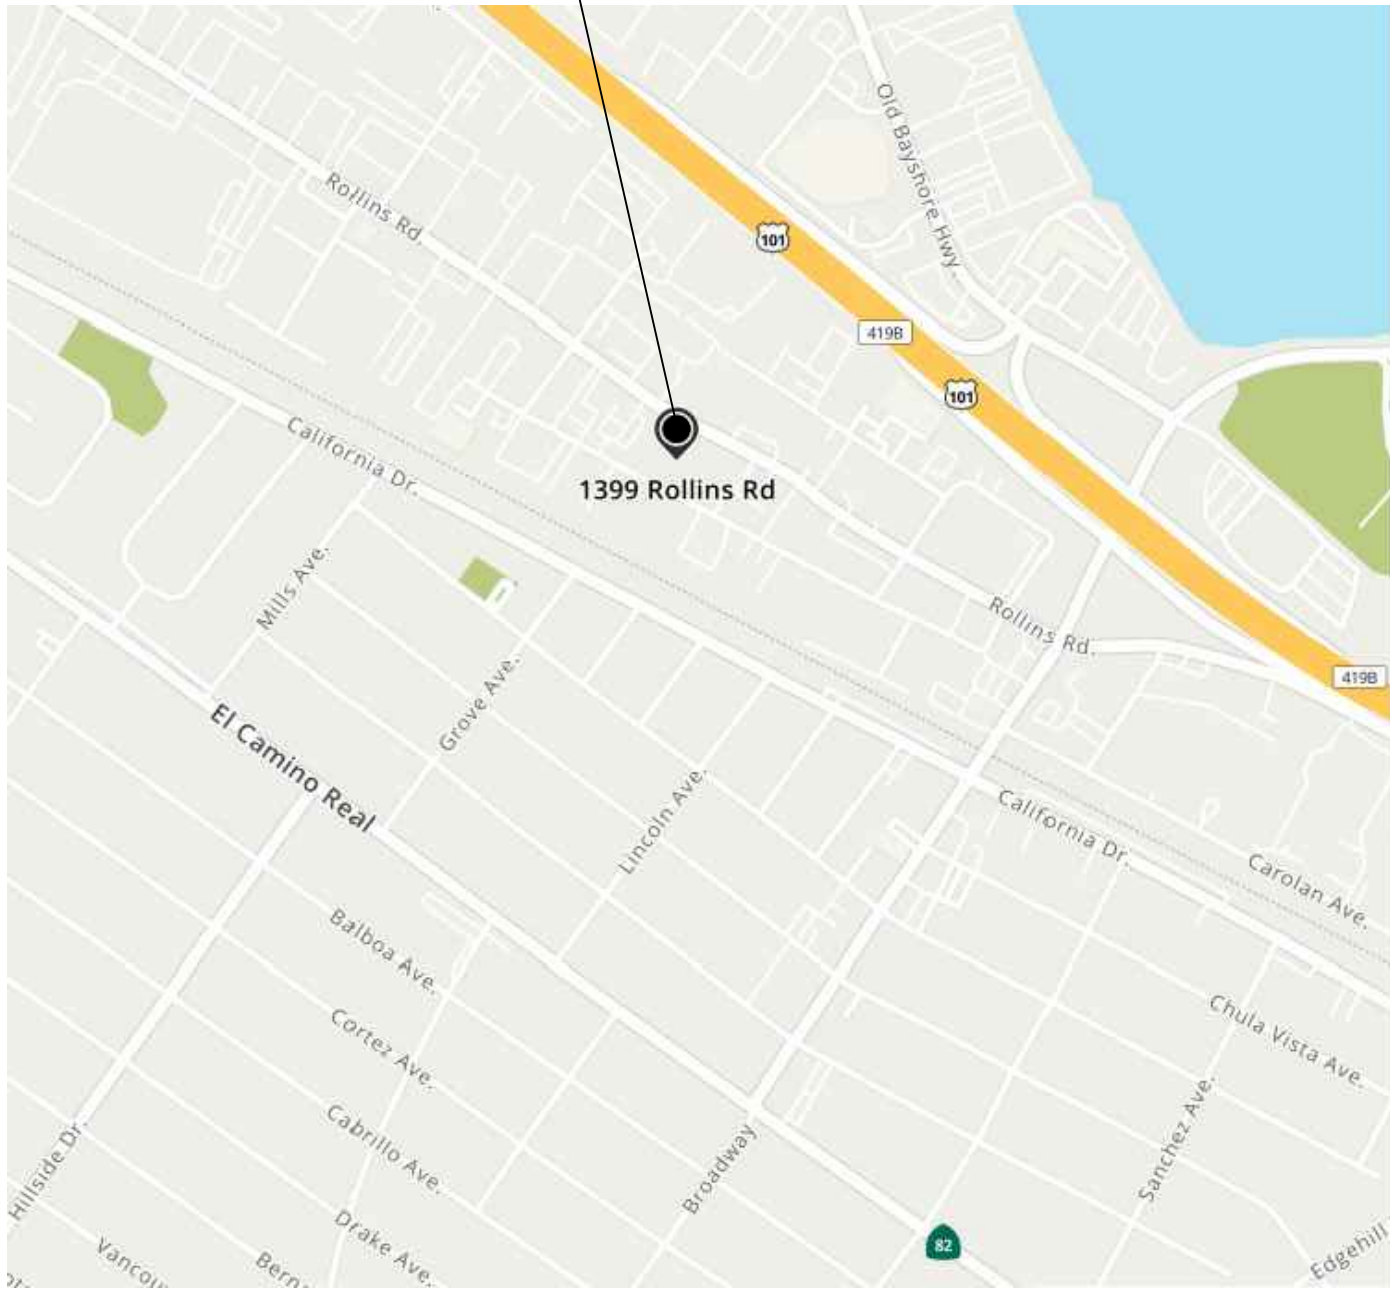 Old Bayshore Hwy.
Rollins Rd.
101
419B
101
California Dr.
1399 Rollins Rd
Mills Ave.
Rollins Rd.
419B
Grove Ave.
El Camino Real
Lincoln Ave.
California Dr.
Carolan Ave.
Balboa Ave.
Cortez Ave.
Chula Vista Ave.
Cabrillo Ave.
Sanchez Ave.
Hillside Dr.
Broadway
Drake Ave.
82
Edgehill
Vancou
Berna